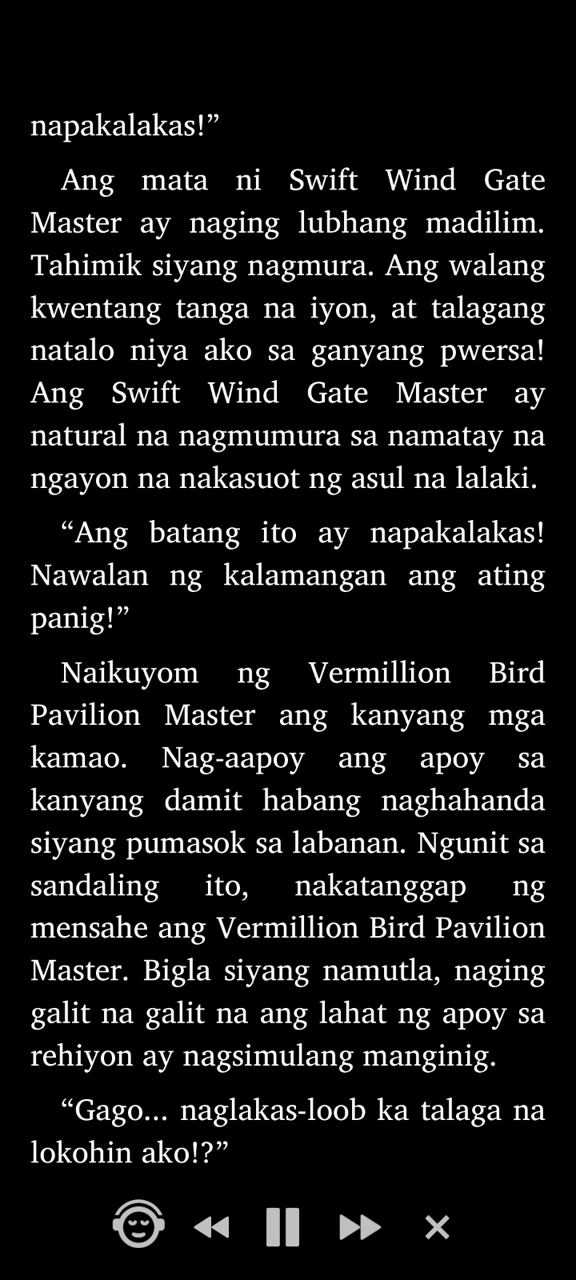 napakalakas!”
Ang mata ni Swift Wind Gate
Master ay naging lubhang madilim.
Tahimik siyang nagmura. Ang walang
kwentang tanga na iyon, at talagang
natalo niya ako sa ganyang pwersa!
Ang Swift Wind Gate Master ay
natural na nagmumura sa namatay na
ngayon na nakasuot ng asul na lalaki.
“Ang batang ito ay napakalakas!
Nawalan ng kalamangan ang ating
panig!”
Naikuyom ng Vermillion Bird
Pavilion Master ang kanyang mga
kamao. Nag-aapoy ang apoy sa
kanyang damit habang naghahanda
siyang pumasok sa labanan. Ngunit sa
sandaling ito, nakatanggap ng
mensahe ang Vermillion Bird Pavilion
Master. Bigla siyang namutla, naging
galit na galit na ang lahat ng apoy sa
rehiyon ay nagsimulang manginig.
“Gago... naglakas-loob ka talaga na
lokohin ako!?”